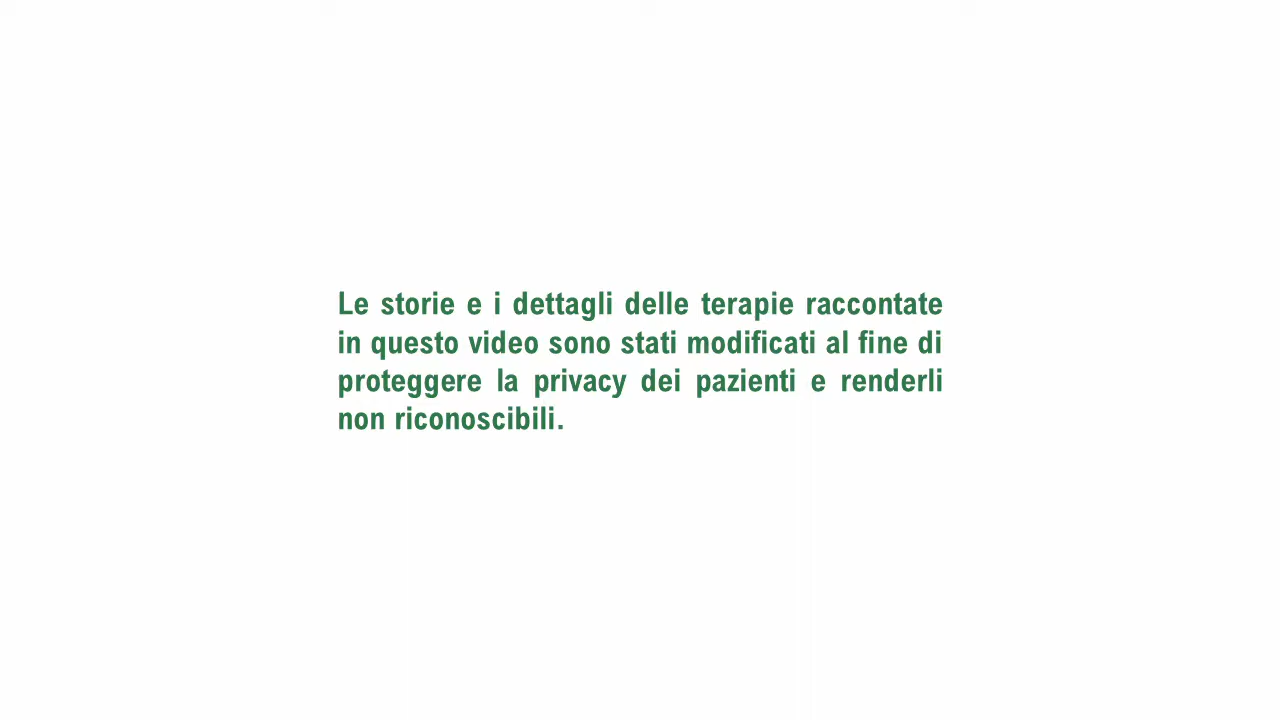 Le storie e i dettagli delle terapie raccontate
in questo video sono stati modificati al fine di
proteggere la privacy dei pazienti e renderli
non riconoscibili.